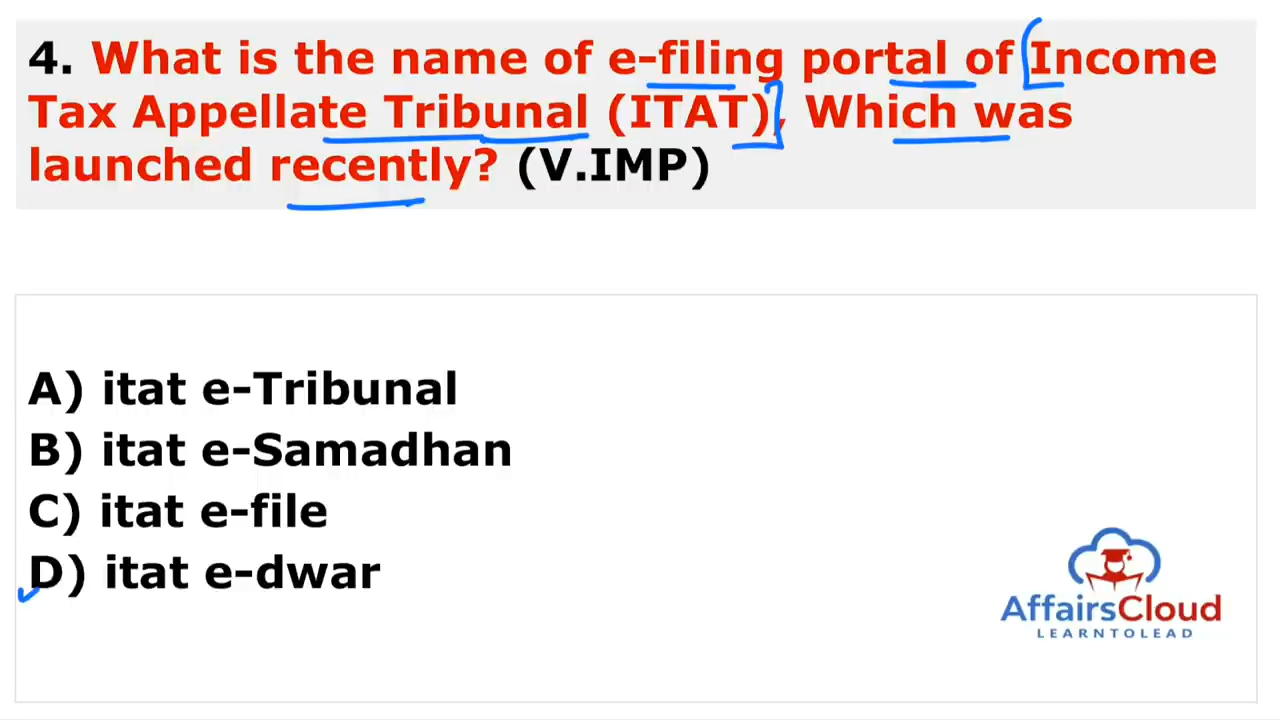 4. What is the name of e-filing portal of Income
Tax Appellate Tribunal (ITAT), Which was
launched recently? (V.IMP)
A) itat e-Tribunal
B) itat e-Samadhan
C) itat e-file
D) itat e-dwar
AffairsCloud
LEARNTOLEAD